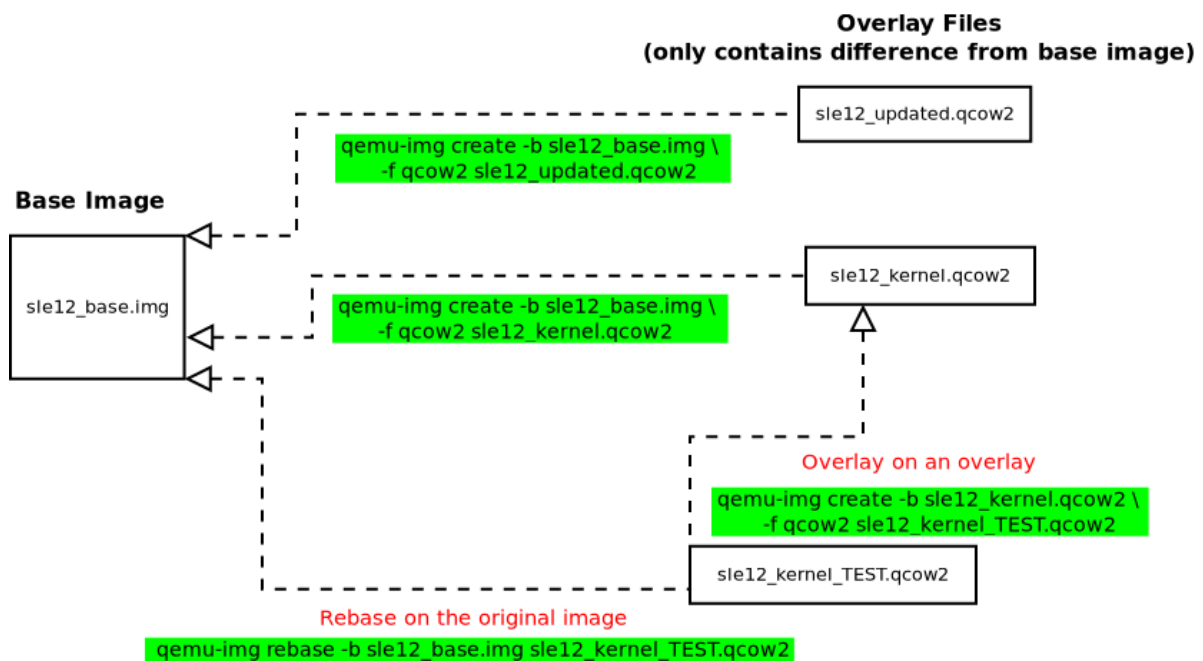 Overlay Files
(only contains difference from base image)
sle12_updated.qcow2
qemu-img create -b sle12_base.img \
-f qcow2 sle12_updated.qcow2
Base Image
sle12_base.img
sle12_kernel.qcow2
qemu-img create -b sle12_base.img \
-f qcow2 sle12_kernel.qcow2
Overlay on an overlay
qemu-img create -b sle12_kernel.qcow2 \
-f qcow2 sle12_kernel_TEST.qcow2
sle12_kernel_TEST.qcow2
Rebase on the original image
qemu-img rebase -b sle12_base.img sle12_kernel_TEST.qcow2